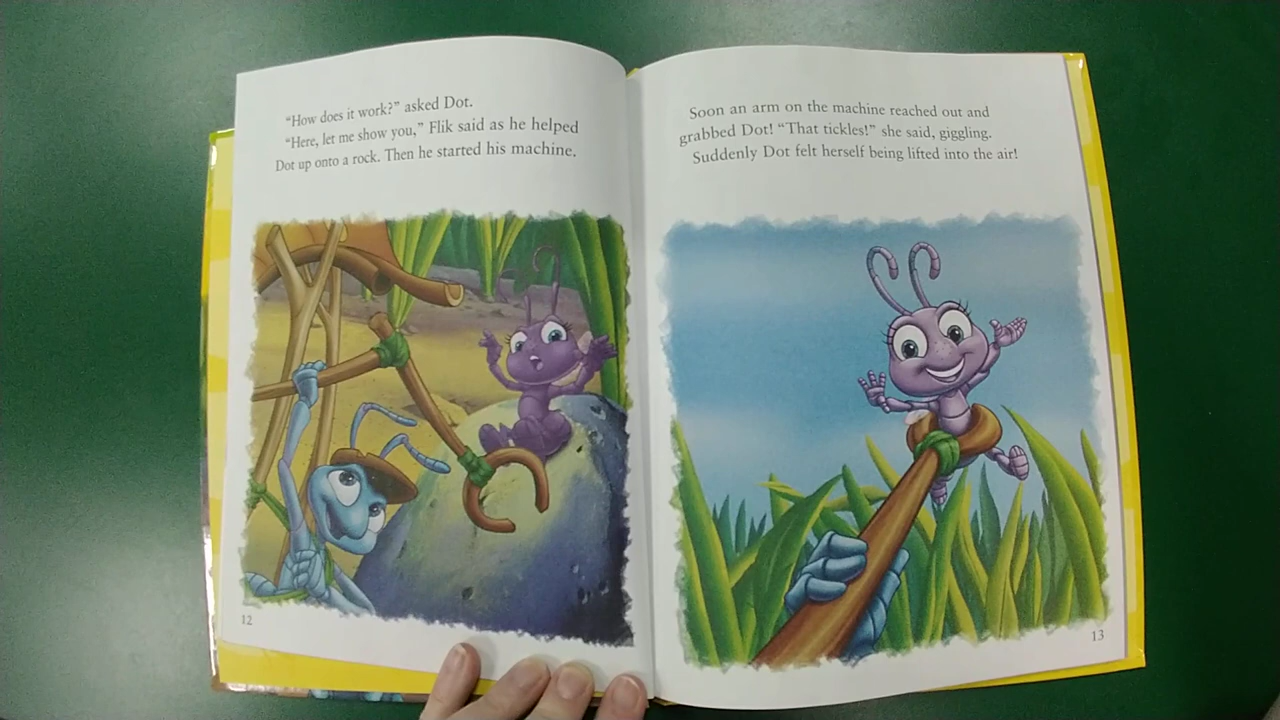 “How does it work?” asked Dot.
“Here, let me show you,” Flik said as he helped
Dot up onto a rock. Then he started his machine.
12
Soon an arm on the machine reached out and
grabbed Dot! “That tickles!” she said, giggling.
Suddenly Dot felt herself being lifted into the air!
13